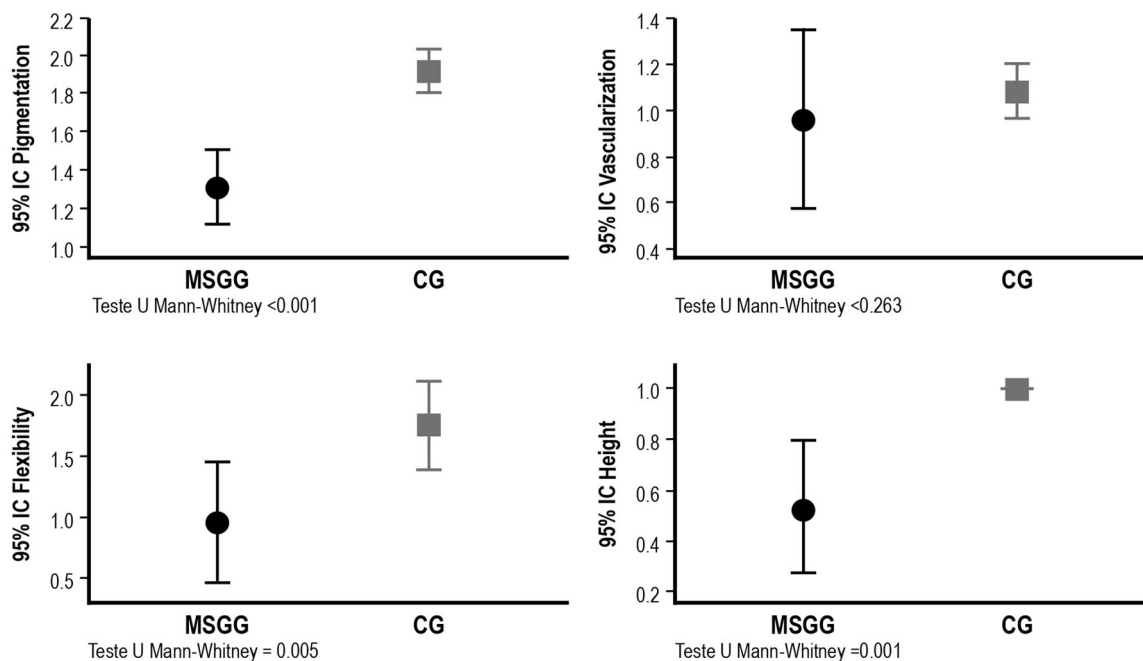 95% IC Pigmentation
2.2
2.0
1.8
1.6
1.4
1.2
1.0
MSGG CG
Teste U Mann-Whitney <0.001
95% IC Vascularization
1.4
1.2
1.0
0.8
0.6
0.4
MSGG CG
Teste U Mann-Whitney <0.263
95% IC Flexibility
2.0
1.5
1.0
0.5
MSGG CG
Teste U Mann-Whitney = 0.005
95% IC Height
1.0
0.8
0.6
0.4
0.2
MSGG CG
Teste U Mann-Whitney =0.001